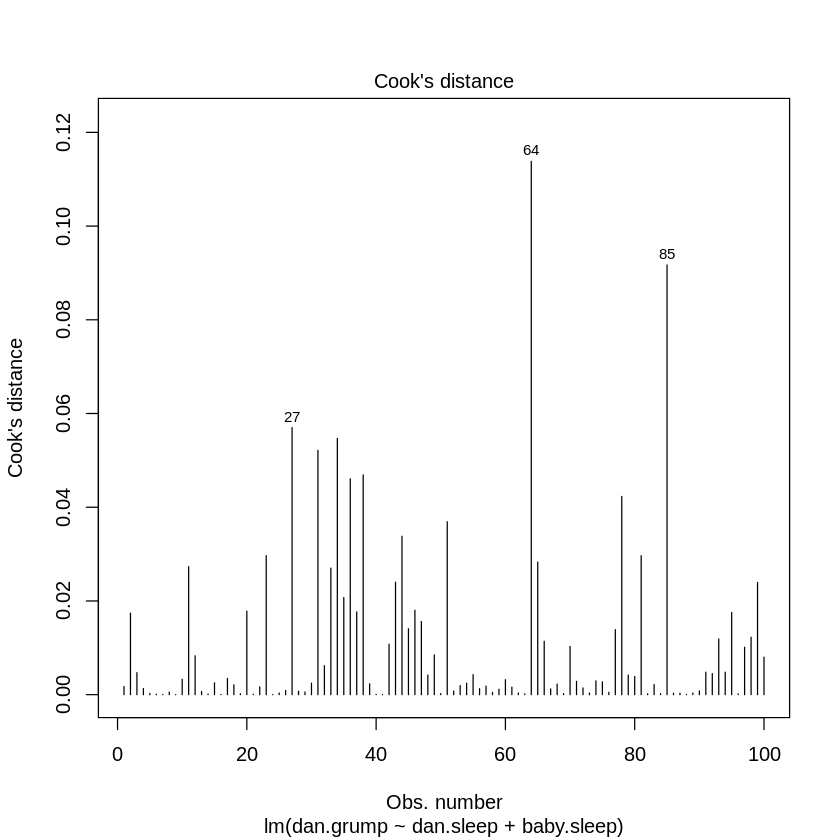 Cook's distance
0.12
0.10
0.08
0.06
0.04
0.02
0.00
Cook's distance
64
85
27
0 20 40 60 80 100
Obs. number
lm(dan.grump ~ dan.sleep + baby.sleep)